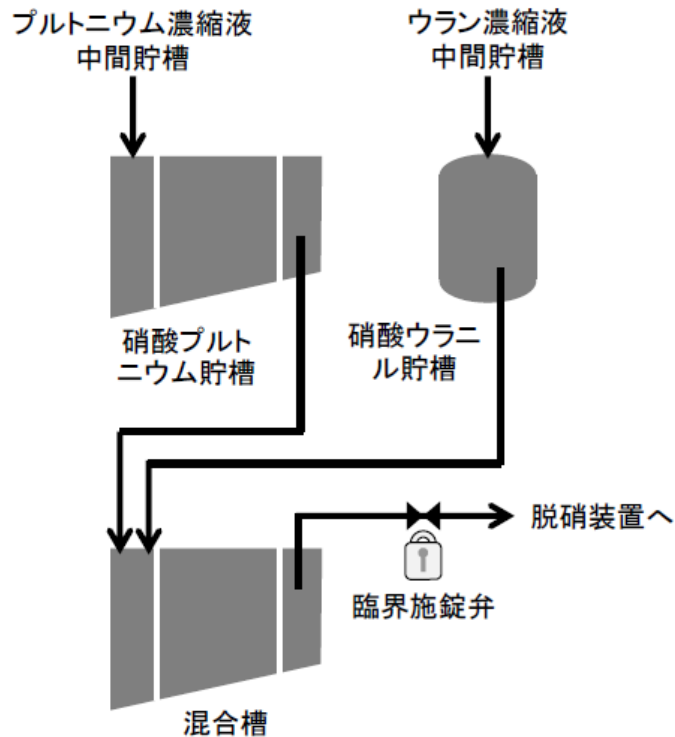 プルトニウム濃縮液
中間貯槽
ウラン濃縮液
中間貯槽
硝酸プルト
ニウム貯槽
硝酸ウラニ
ル貯槽
脱硝装置へ
臨界施錠弁
混合槽